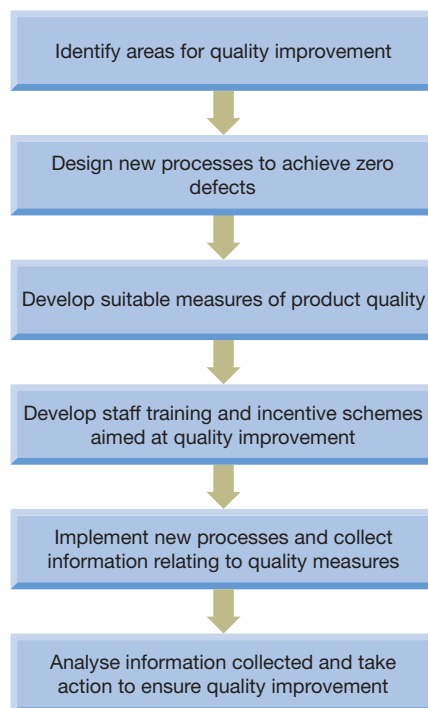 Identify areas for quality improvement
Design new processes to achieve zero
defects
Develop suitable measures of product quality
Develop staff training and incentive schemes
aimed at quality improvement
Implement new processes and collect
information relating to quality measures
Analyse information collected and take
action to ensure quality improvement